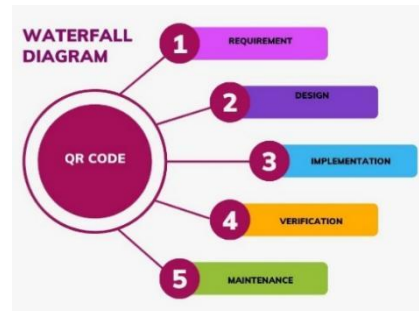 WATERFALL
DIAGRAM
1
REQUIREMENT
2
DESIGN
QR CODE
3
IMPLEMENTATION
4
VERIFICATION
5
MAINTENANCE